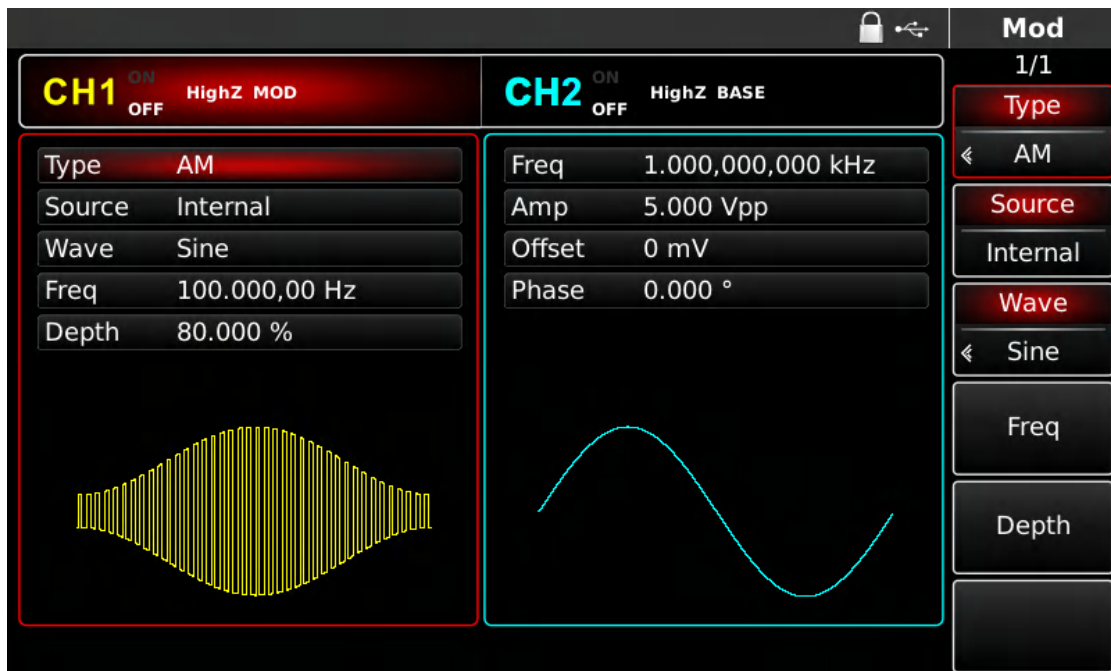 Mod
1/1
CH1 ON OFF HighZ MOD
CH2 ON OFF HighZ BASE
Type AM
Source Internal
Wave Sine
Freq 100.000,00 Hz
Depth 80.000 %
Freq 1.000,000,000 kHz
Amp 5.000 Vpp
Offset 0 mV
Phase 0.000 °
Type
AM
Source
Internal
Wave
Sine
Freq
Depth